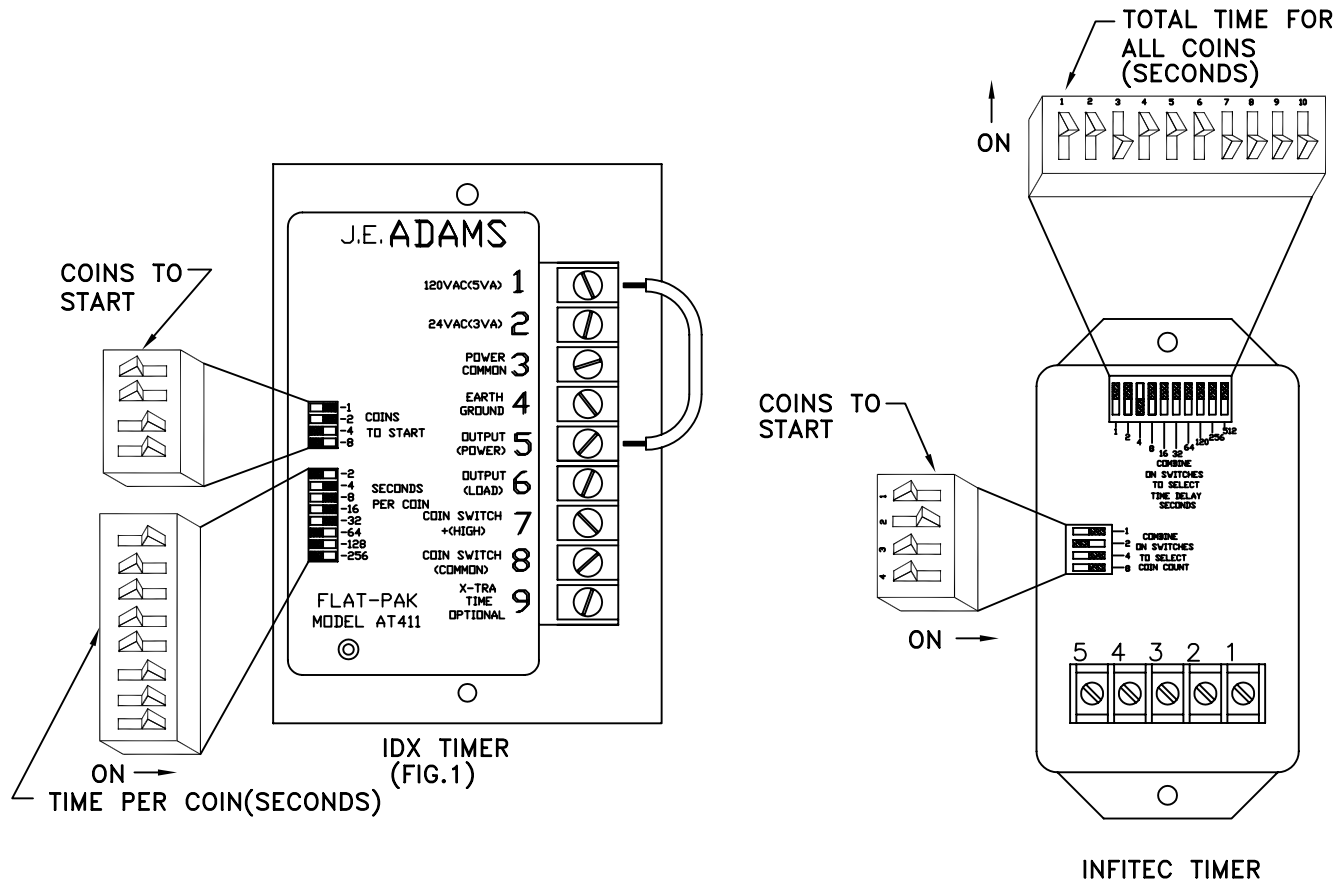 TOTAL TIME FOR
ALL COINS
(SECONDS)
ON
1 2 3 4 5 6 7 8 9 10
J.E. ADAMS
COINS TO
START
120VAC(5VA) 1
24VAC(3VA) 2
POWER
COMMON 3
EARTH
GROUND 4
OUTPUT
(POWER) 5
OUTPUT
(LOAD) 6
COIN SWITCH
+(HIGH) 7
COIN SWITCH
(COMMON) 8
X-TRA
TIME
OPTIONAL 9
-1
-2
-4
-8
COINS
TO START
-2
-4
-8
-16
-32
-64
-128
-256
SECONDS
PER COIN
FLAT-PAK
MODEL AT411
ON
TIME PER COIN(SECONDS)
IDX TIMER
(FIG.1)
1 2 4 8 16 32 64 120 256 512
COMBINE
ON SWITCHES
TO SELECT
TIME DELAY
SECONDS
COINS TO
START
1
2
3
4
ON
1
2
4
8
COMBINE
ON SWITCHES
TO SELECT
COIN COUNT
5 4 3 2 1
INFITEC TIMER